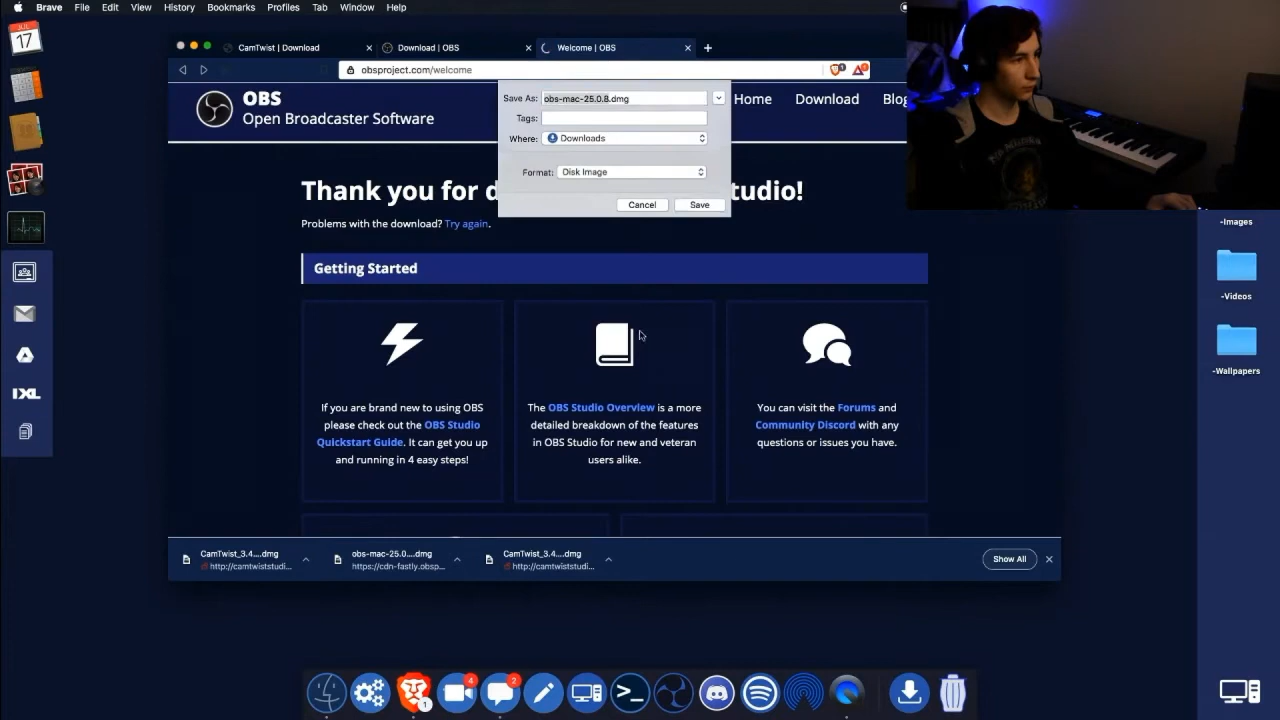 Brave File Edit View History Bookmarks Profiles Tab Window Help
JUL
17
CamTwist | Download
Download | OBS
Welcome | OBS
obsproject.com/welcome
1
OBS
Open Broadcaster Software
Home Download Blog
Save As: obs-mac-25.0.8.dmg
Tags:
Where: Downloads
Format: Disk Image
Cancel Save
Thank you for d studio!
Problems with the download? Try again.
Getting Started
If you are brand new to using OBS
please check out the OBS Studio
Quickstart Guide. It can get you up
and running in 4 easy steps!
The OBS Studio Overview is a more
detailed breakdown of the features
in OBS Studio for new and veteran
users alike.
You can visit the Forums and
Community Discord with any
questions or issues you have.
CamTwist_3.4....dmg
http://camtwiststudi...
obs-mac-25.0....dmg
https://cdn-fastly.obsp...
CamTwist_3.4....dmg
http://camtwiststudi...
Show All
IXL
-Images
-Videos
-Wallpapers
1
4
2